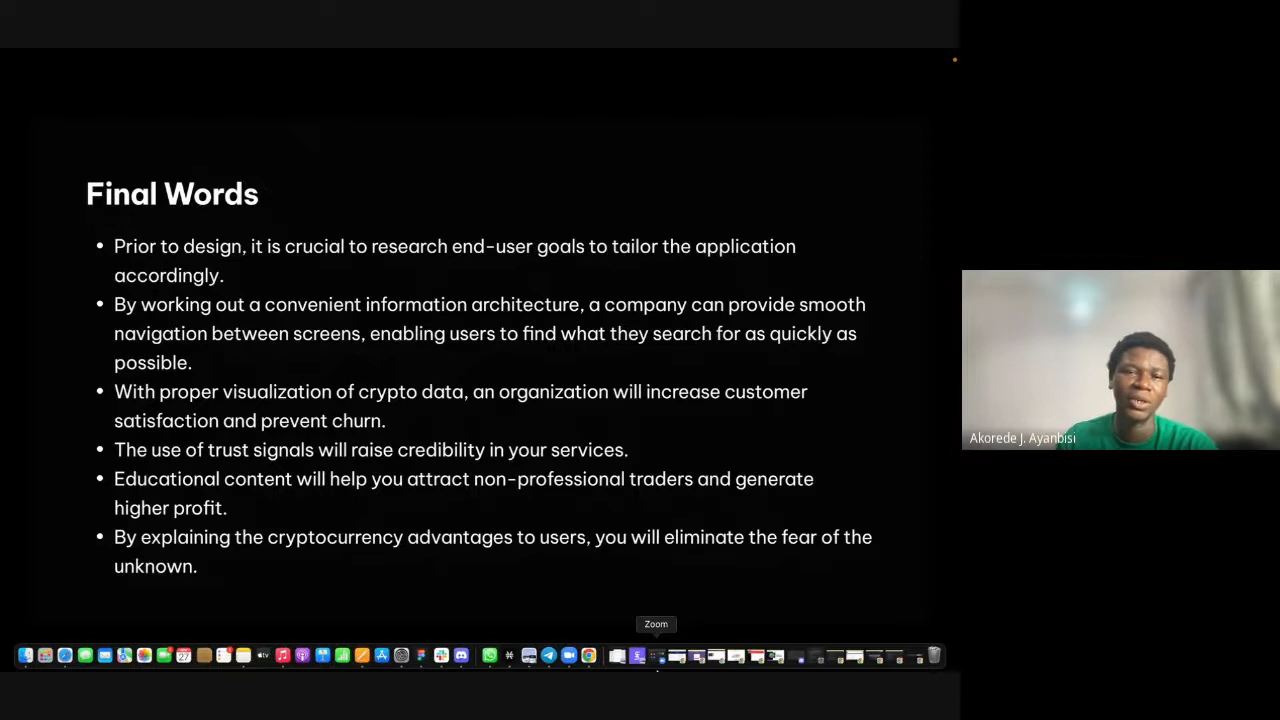 Final Words
• Prior to design, it is crucial to research end-user goals to tailor the application
accordingly.
• By working out a convenient information architecture, a company can provide smooth
navigation between screens, enabling users to find what they search for as quickly as
possible.
• With proper visualization of crypto data, an organization will increase customer
satisfaction and prevent churn.
• The use of trust signals will raise credibility in your services.
• Educational content will help you attract non-professional traders and generate
higher profit.
• By explaining the cryptocurrency advantages to users, you will eliminate the fear of the
unknown.
Akorede J. Ayanbisi
Zoom
27